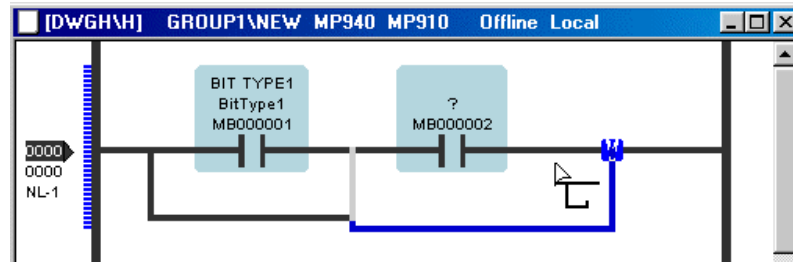 [DWGH\H] GROUP1\NEW MP940 MP910 Offline Local
BIT TYPE1
BitType1
MB000001
?
MB000002
0000
0000
NL-1